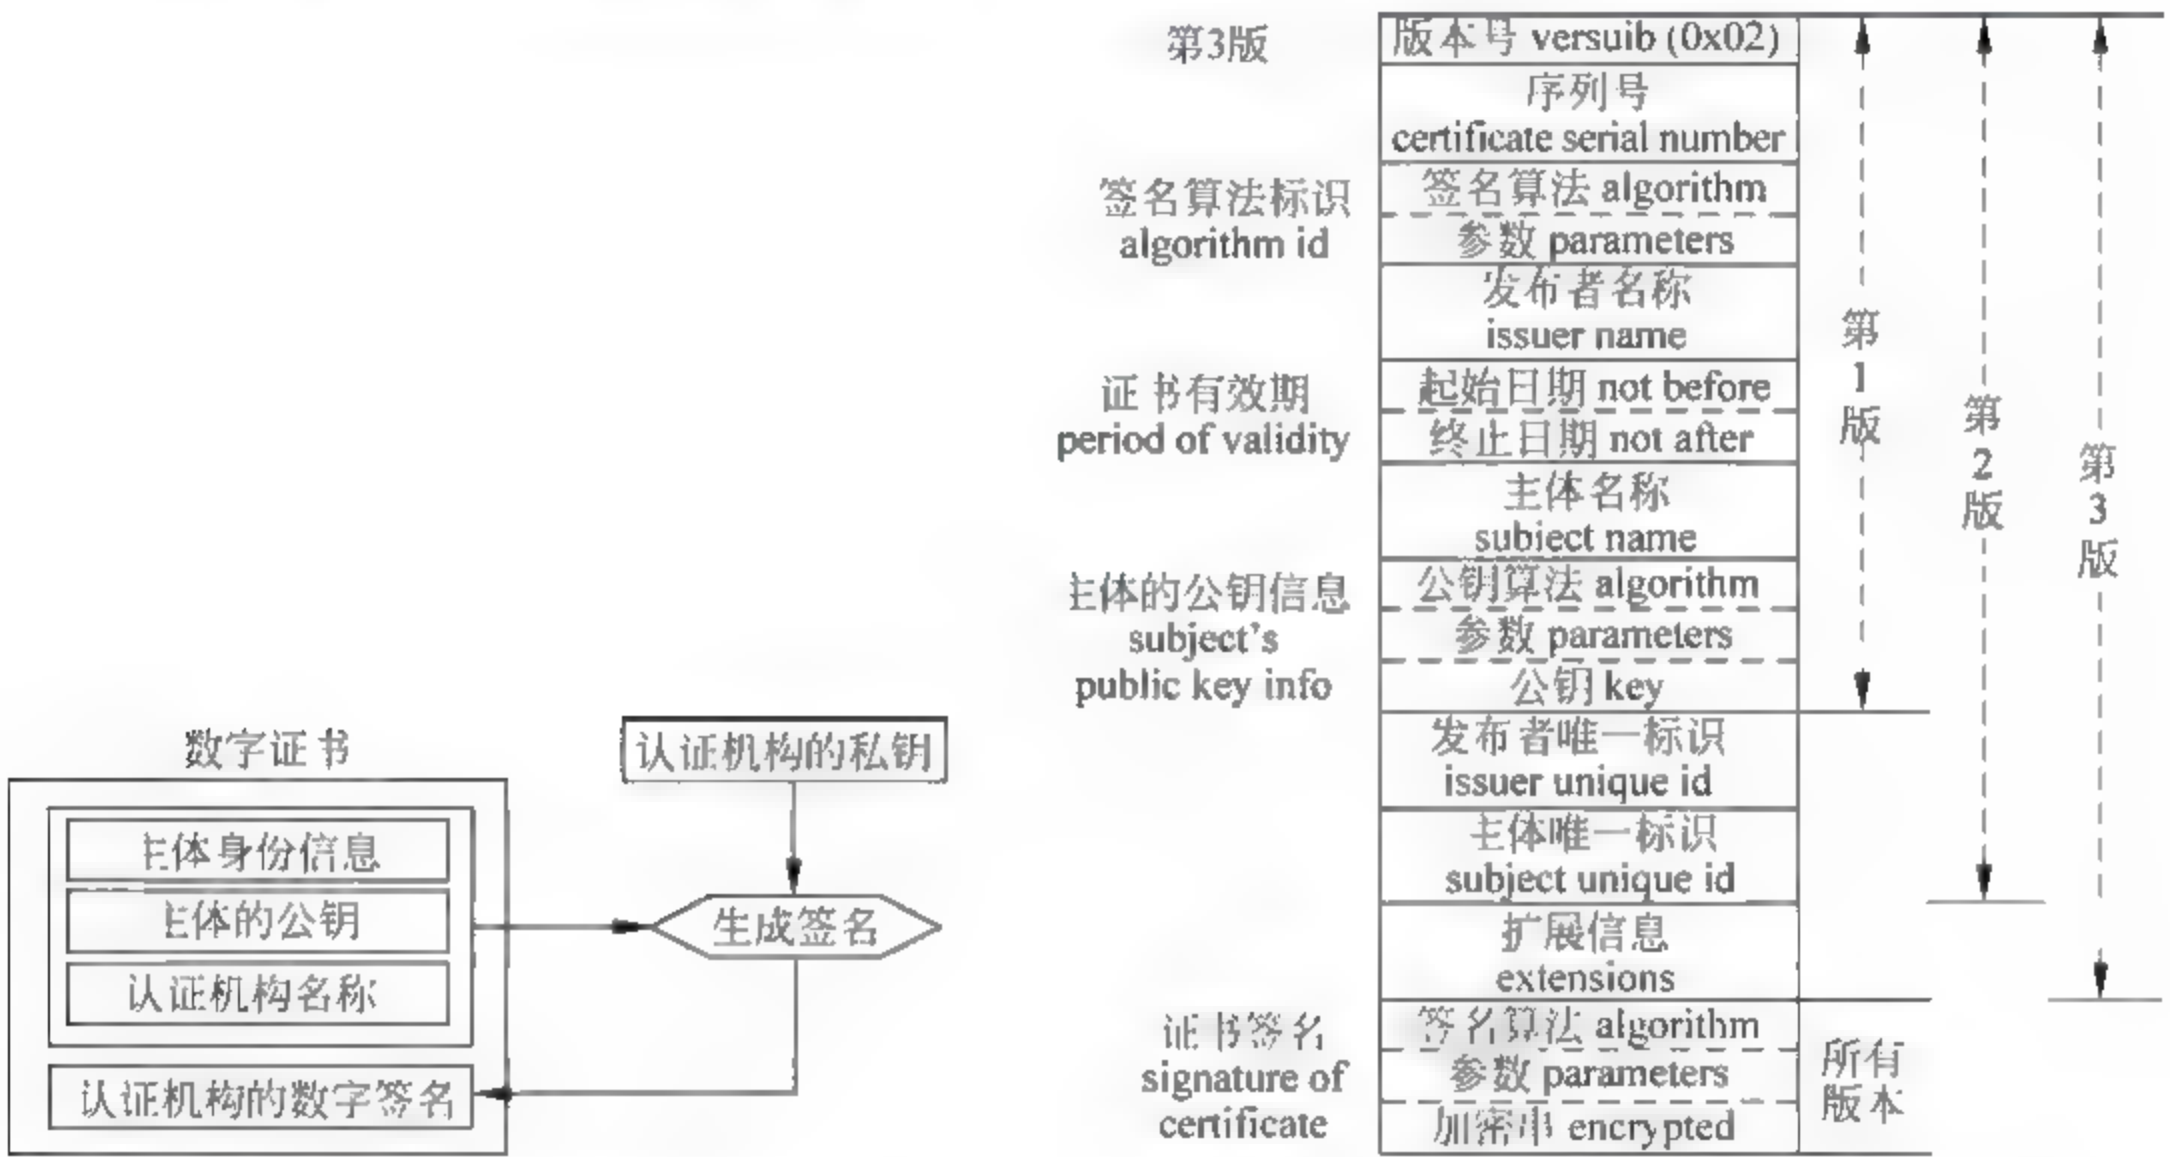 第3版
版本号 versuib (0x02)
序列号
certificate serial number
签名算法标识
algorithm id
签名算法 algorithm
参数 parameters
发布者名称
issuer name
证书有效期
period of validity
起始日期 not before
终止日期 not after
主体名称
subject name
主体的公钥信息
subject's
public key info
公钥算法 algorithm
参数 parameters
公钥 key
发布者唯一标识
issuer unique id
主体唯一标识
subject unique id
扩展信息
extensions
证书签名
signature of
certificate
签名算法 algorithm
参数 parameters
加密串 encrypted
第
1
版
第
2
版
第
3
版
所有
版本
数字证书
主体身份信息
主体的公钥
认证机构名称
认证机构的数字签名
认证机构的私钥
生成签名